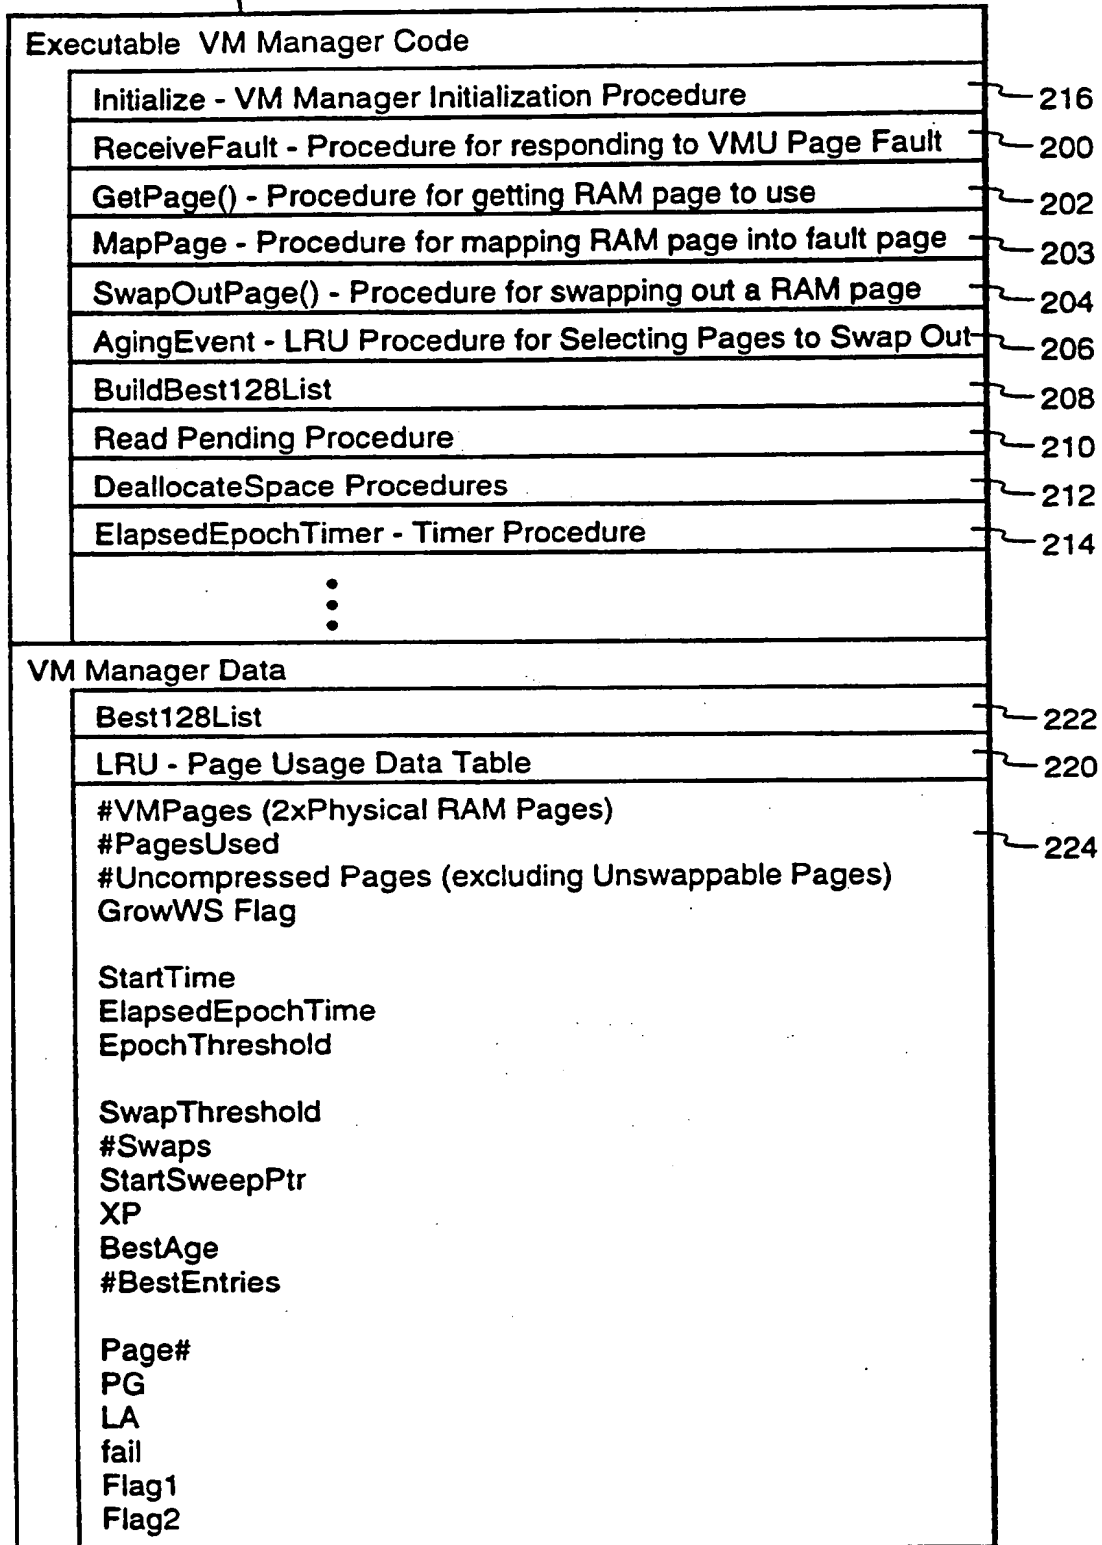 Executable VM Manager Code
Initialize - VM Manager Initialization Procedure
216
ReceiveFault - Procedure for responding to VMU Page Fault
200
GetPage() - Procedure for getting RAM page to use
202
MapPage - Procedure for mapping RAM page into fault page
203
SwapOutPage() - Procedure for swapping out a RAM page
204
AgingEvent - LRU Procedure for Selecting Pages to Swap Out
206
BuildBest128List
208
Read Pending Procedure
210
DeallocateSpace Procedures
212
ElapsedEpochTimer - Timer Procedure
214
VM Manager Data
Best128List
222
LRU - Page Usage Data Table
220
#VMPages (2xPhysical RAM Pages)
#PagesUsed
224
#Uncompressed Pages (excluding Unswappable Pages)
GrowWS Flag
StartTime
ElapsedEpochTime
EpochThreshold
SwapThreshold
#Swaps
StartSweepPtr
XP
BestAge
#BestEntries
Page#
PG
LA
fail
Flag1
Flag2